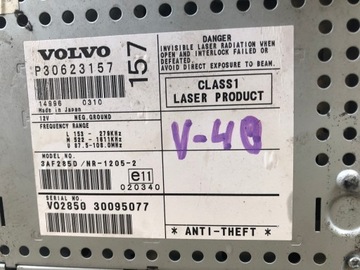 VOLVO
P30623157
157
14996 0310
Made in Japan
12V NEG.GROUND
FREQUENCY RANGE
L 153 - 279KHz
M 522 - 1611KHz
V 87.5-108.0MHz
MODEL NO.
3AF285D/NR-1205-2
e11
020340
SERIAL NO.
VO2850 30095077
DANGER
INVISIBLE LASER RADIATION WHEN
OPEN AND INTERLOCK FAILED OR
DEFEATED.
AVOID DIRECT EXPOSURE TO BEAM.
CLASS1
LASER PRODUCT
V-40
* ANTI-THEFT *